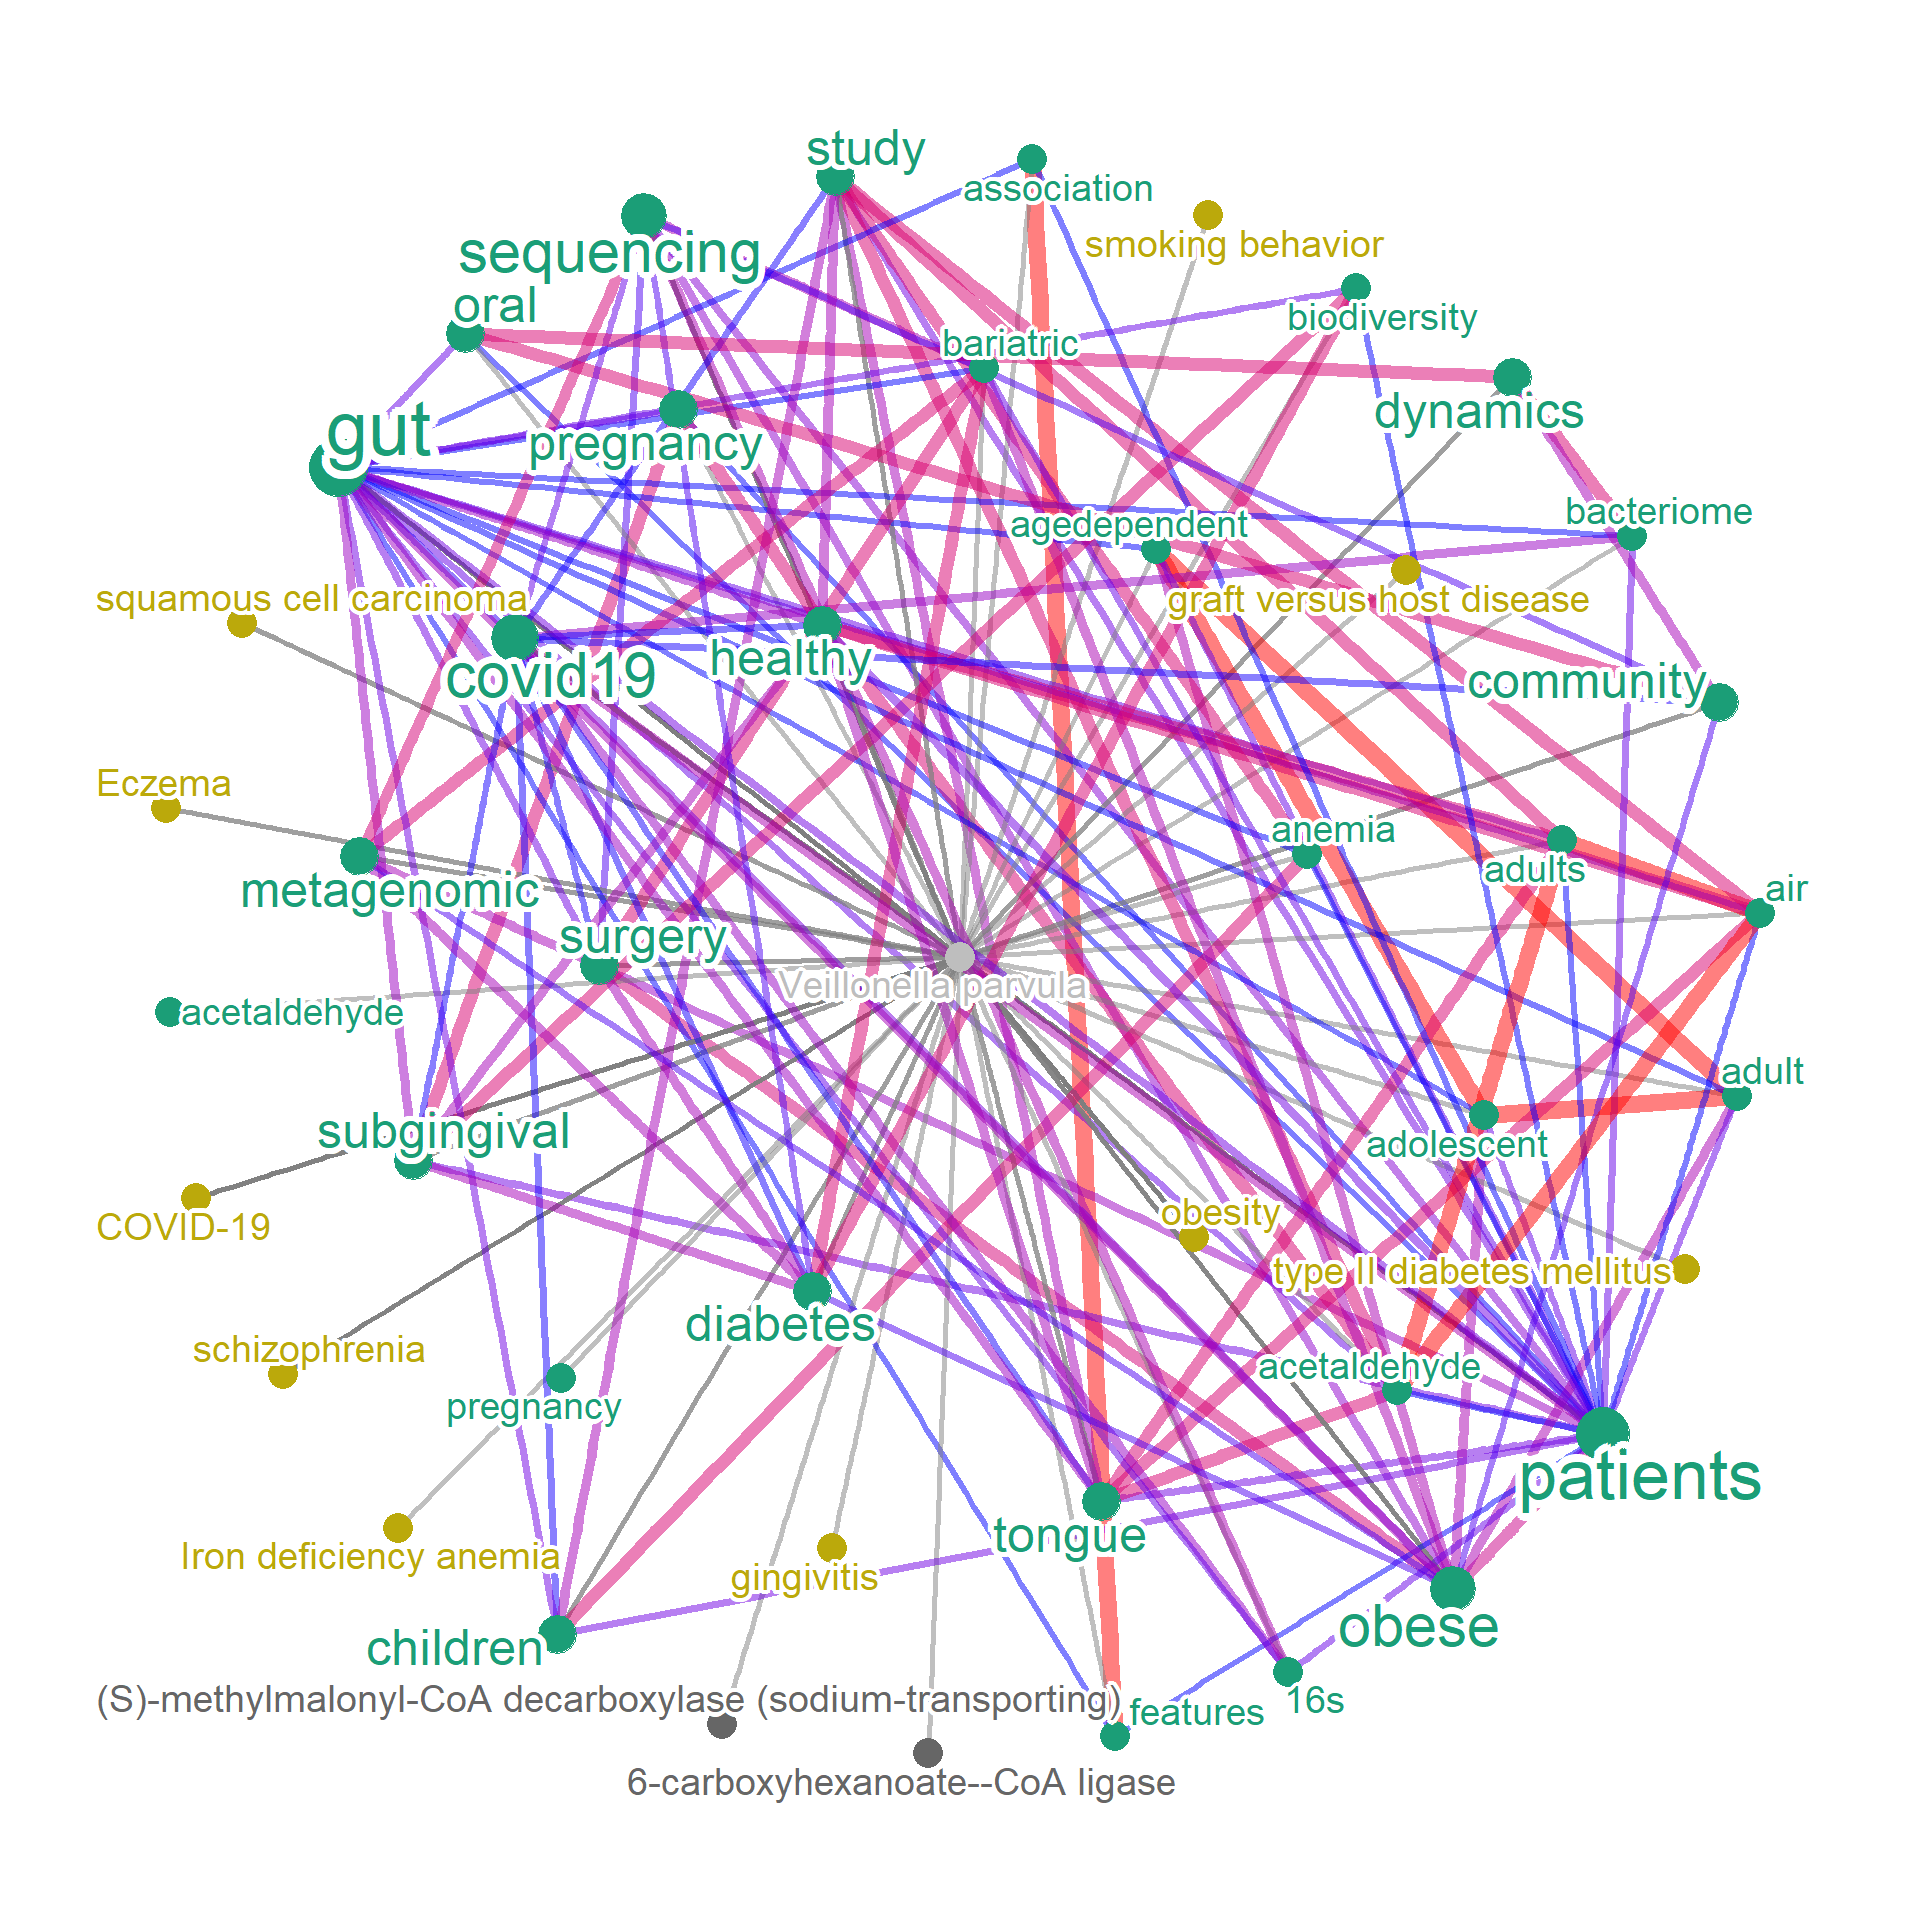 study
association
smoking behavior
sequencing
oral
biodiversity
bariatric
dynamics
gut
pregnancy
bacteriome
agedependent
squamous cell carcinoma
graft versus host disease
covid19
healthy
community
Eczema
anemia
adults
air
metagenomic
surgery
Veillonella parvula
acetaldehyde
adult
subgingival
adolescent
COVID-19
obesity
type II diabetes mellitus
diabetes
schizophrenia
acetaldehyde
pregnancy
patients
tongue
Iron deficiency anemia
gingivitis
obese
children
(S)-methylmalonyl-CoA decarboxylase (sodium-transporting)
features
16s
6-carboxyhexanoate--CoA ligase